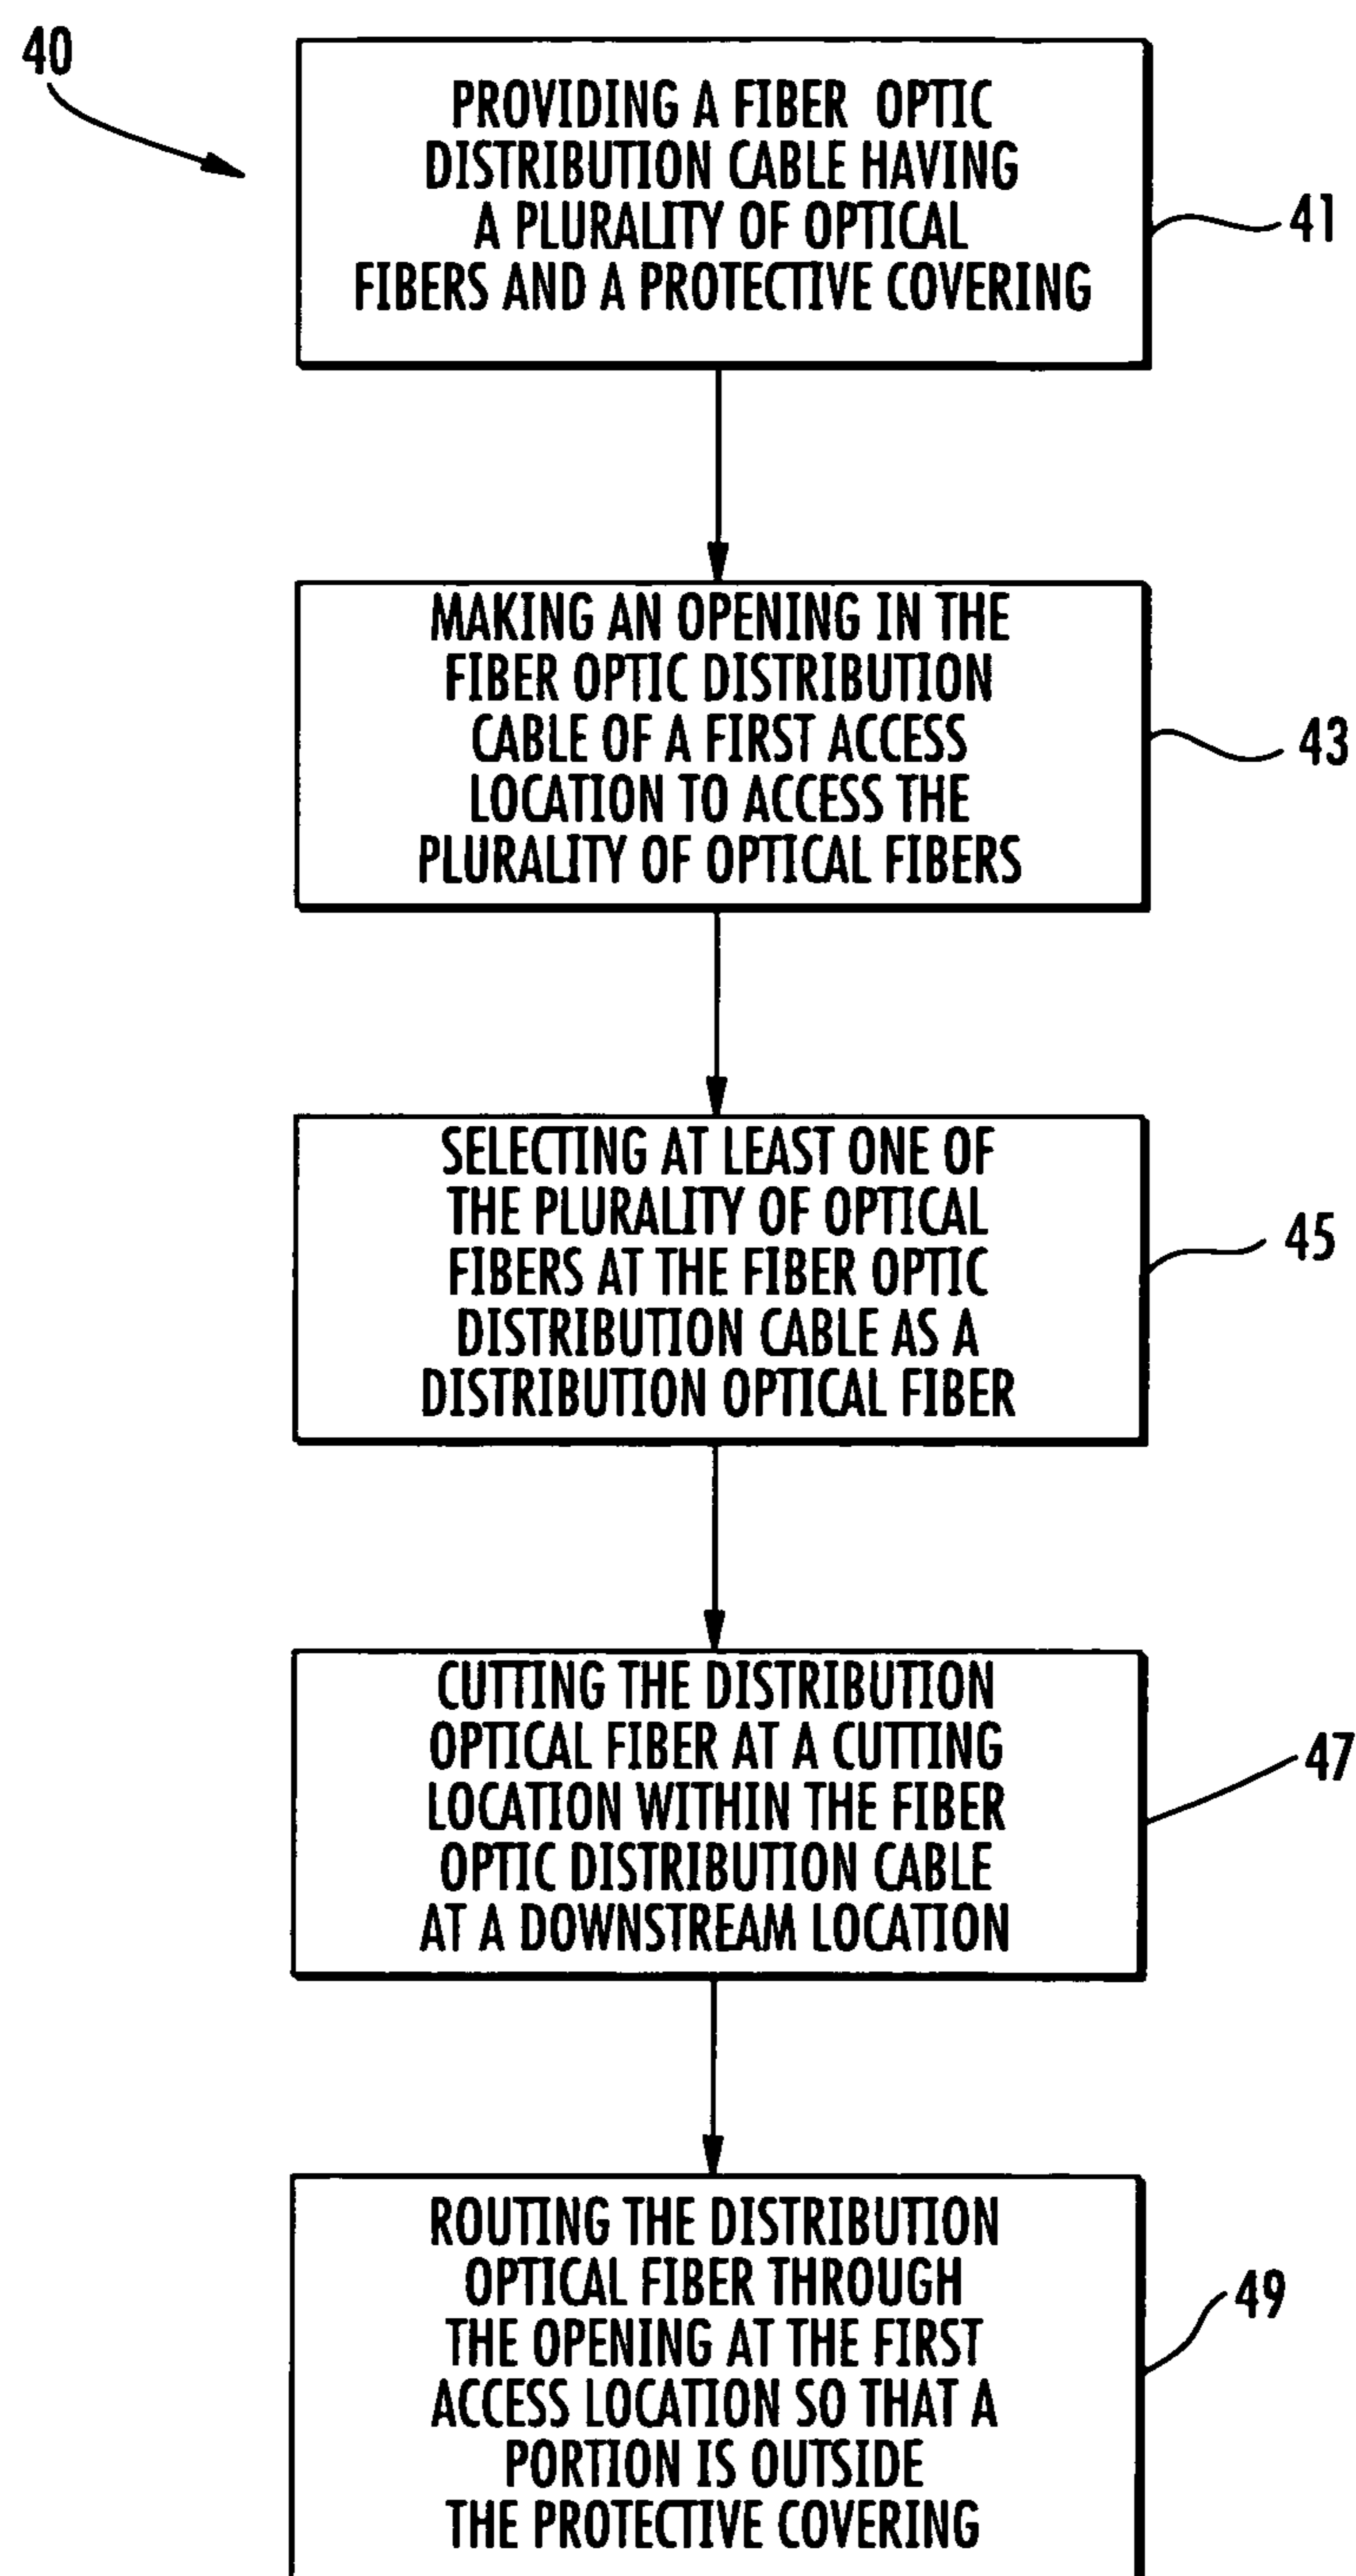 40
PROVIDING A FIBER OPTIC
DISTRIBUTION CABLE HAVING
A PLURALITY OF OPTICAL
FIBERS AND A PROTECTIVE COVERING
41
MAKING AN OPENING IN THE
FIBER OPTIC DISTRIBUTION
CABLE OF A FIRST ACCESS
LOCATION TO ACCESS THE
PLURALITY OF OPTICAL FIBERS
43
SELECTING AT LEAST ONE OF
THE PLURALITY OF OPTICAL
FIBERS AT THE FIBER OPTIC
DISTRIBUTION CABLE AS A
DISTRIBUTION OPTICAL FIBER
45
CUTTING THE DISTRIBUTION
OPTICAL FIBER AT A CUTTING
LOCATION WITHIN THE FIBER
OPTIC DISTRIBUTION CABLE
AT A DOWNSTREAM LOCATION
47
ROUTING THE DISTRIBUTION
OPTICAL FIBER THROUGH
THE OPENING AT THE FIRST
ACCESS LOCATION SO THAT A
PORTION IS OUTSIDE
THE PROTECTIVE COVERING
49